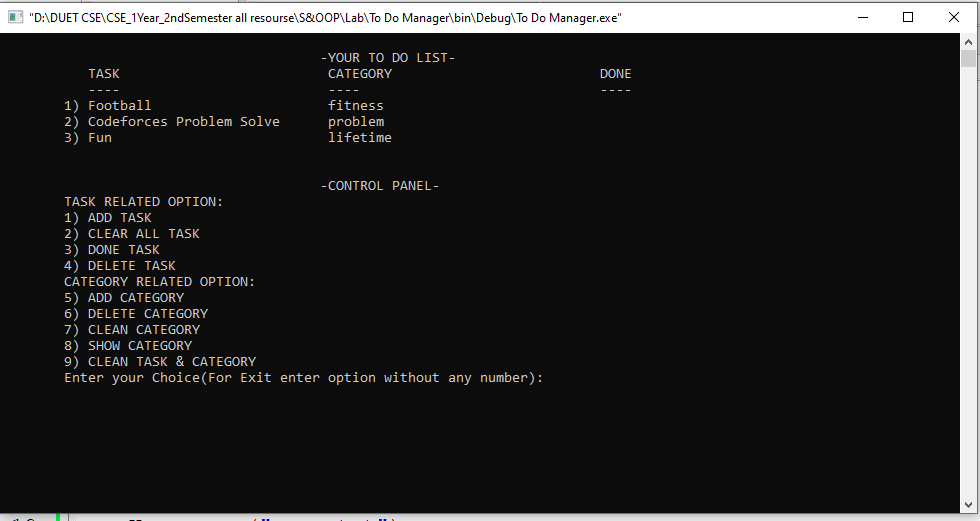 "D:\DUET CSE\CSE_1Year_2ndSemester all resourse\S&OOP\Lab\To Do Manager\bin\Debug\To Do Manager.exe"
-YOUR TO DO LIST-
TASK CATEGORY DONE
---- ---- ----
1) Football fitness
2) Codeforces Problem Solve problem
3) Fun lifetime
-CONTROL PANEL-
TASK RELATED OPTION:
1) ADD TASK
2) CLEAR ALL TASK
3) DONE TASK
4) DELETE TASK
CATEGORY RELATED OPTION:
5) ADD CATEGORY
6) DELETE CATEGORY
7) CLEAN CATEGORY
8) SHOW CATEGORY
9) CLEAN TASK & CATEGORY
Enter your Choice(For Exit enter option without any number):